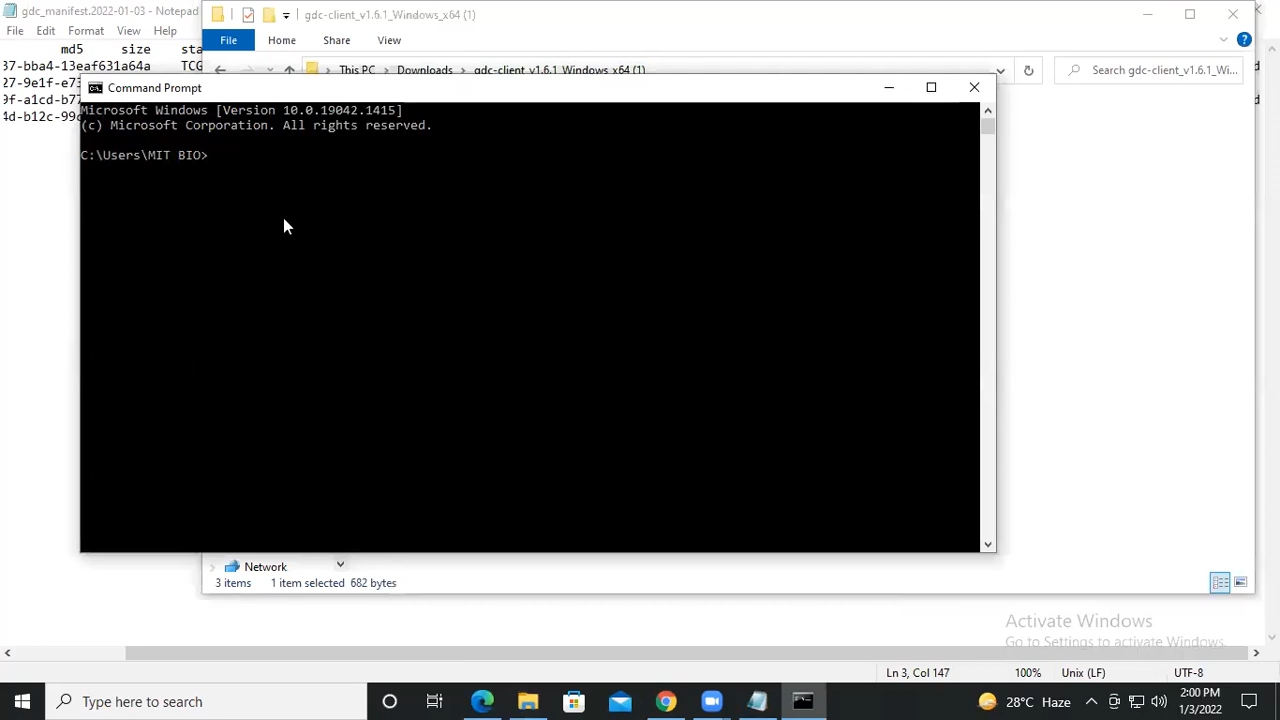 gdc_manifest.2022-01-03 - Notepad
File Edit Format View Help
md5 size sta
37-bba4-13eaf631a64a TCG
27-9e1f-e7
9f-a1cd-b77
4d-b12c-99c
gdc-client_v1.6.1_Windows_x64 (1)
File Home Share View
This PC Downloads gdc-client_v1.6.1_Windows_x64 (1)
Search gdc-client_v1.6.1_Wi...
Command Prompt
Microsoft Windows [Version 10.0.19042.1415]
(c) Microsoft Corporation. All rights reserved.
C:\Users\MIT BIO>
Network
3 items 1 item selected 682 bytes
Activate Windows
Go to Settings to activate Windows.
Ln 3, Col 147 100% Unix (LF) UTF-8
Type here to search
28°C Haze
2:00 PM
1/3/2022